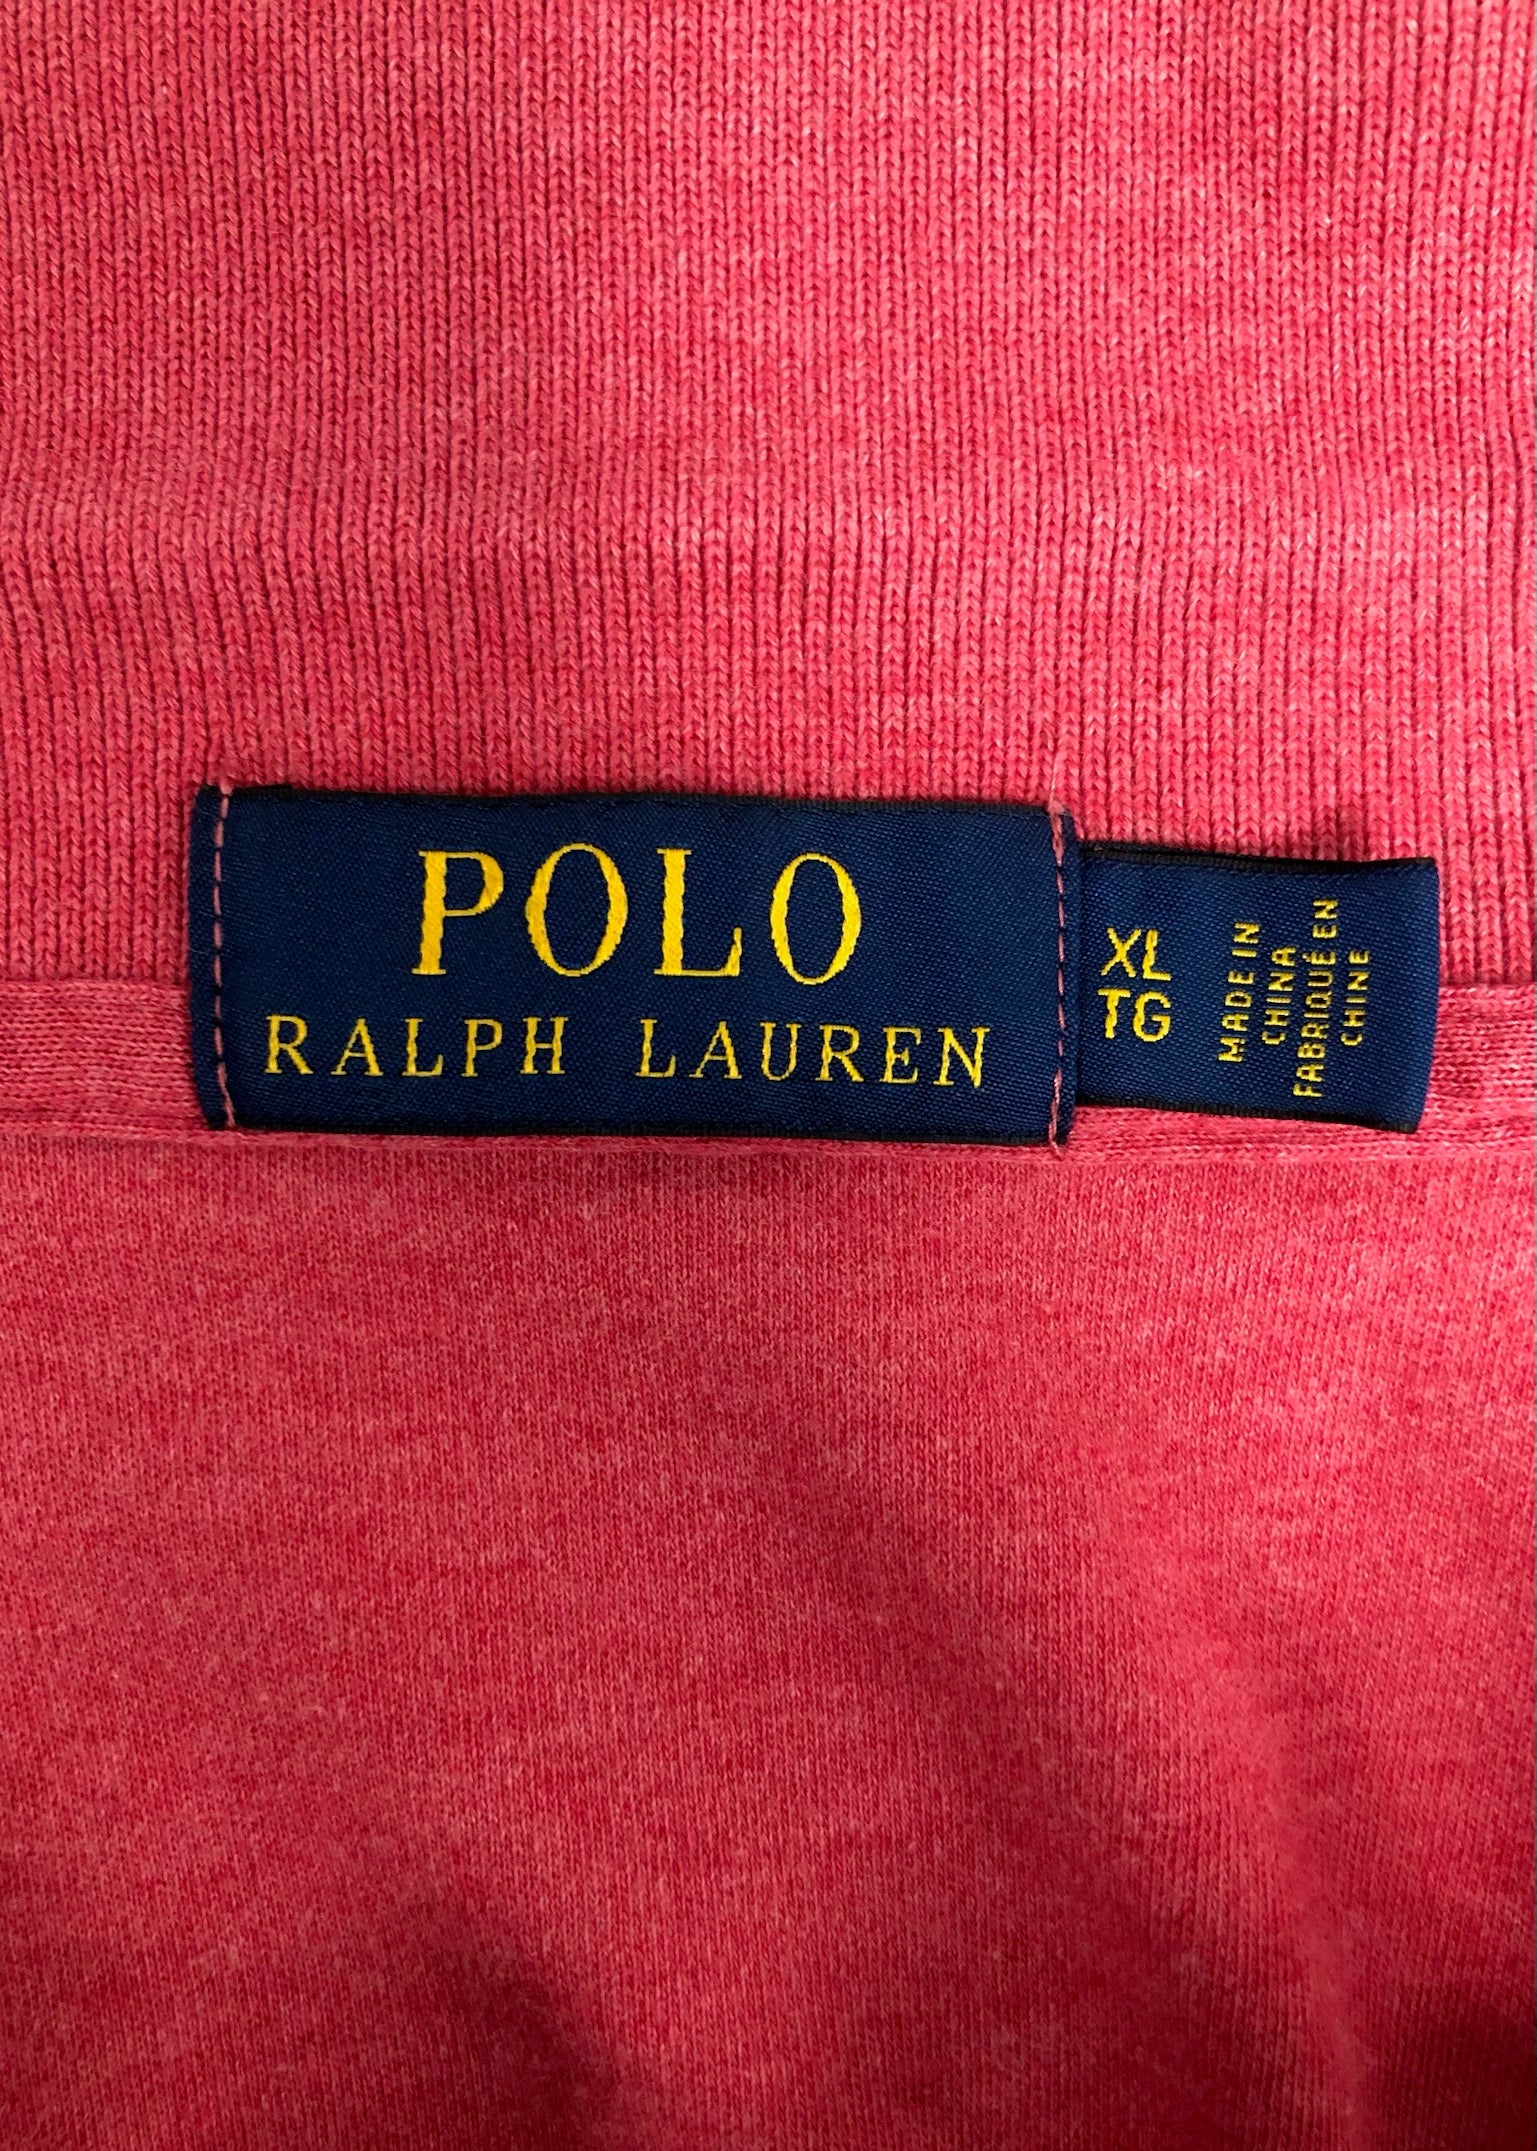 POLO
RALPH LAUREN
XL
TG
MADE IN
CHINA
FABRIQUÉ EN
CHINE